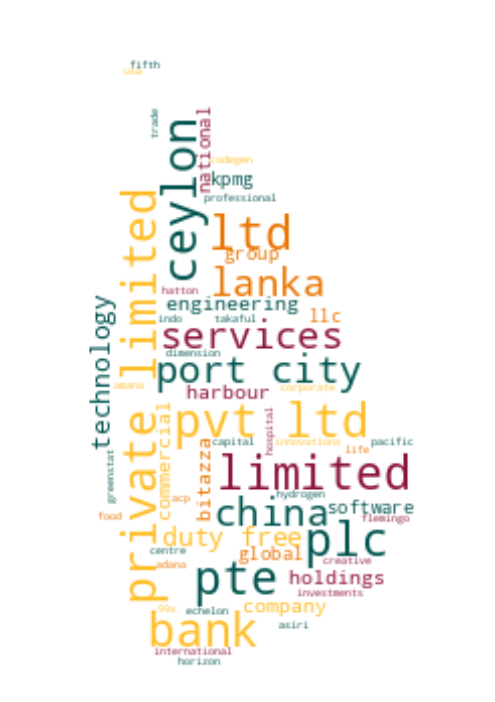 fifth
usa
trade
national
ceylon
codegen
kpmg
professional
private limited
ltd
group
lanka
hatton
engineering
technology
indo
takaful
llc
services
dimension
port city
amana
harbour
corporate
commercial
pvt ltd
hospital
bitazza
capital
innovations
pacific
life
greenstat
limited
acp
hydrogen
china
software
food
flemingo
duty free
plc
centre
global
adana
creative
pte
holdings
investments
99x
echelon
company
bank
asiri
international
horizon